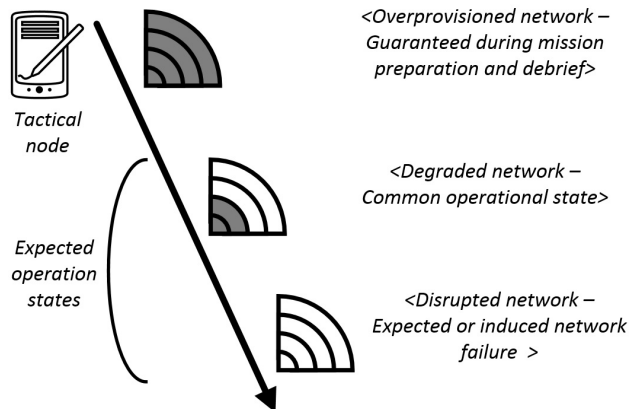 <Overprovisioned network –
Guaranteed during mission
preparation and debrief>
Tactical
node
<Degraded network –
Common operational state>
Expected
operation
states
<Disrupted network –
Expected or induced network
failure >